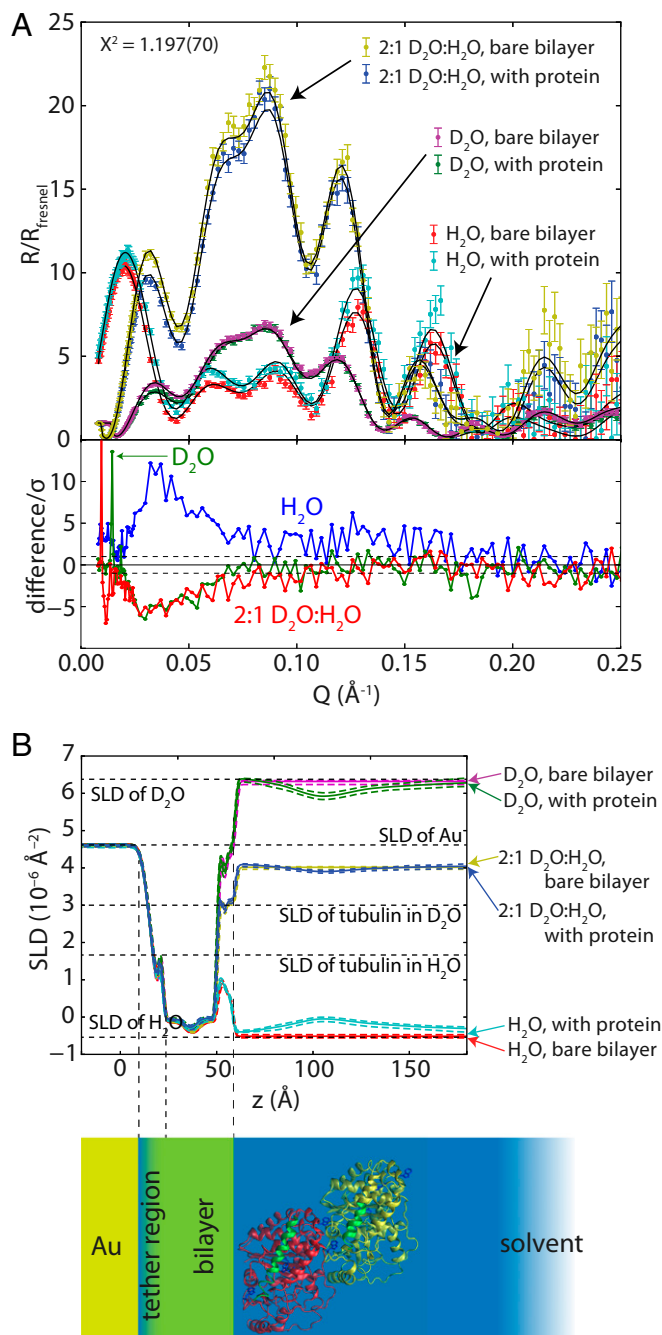 A
X² = 1.197(70)
2:1 D₂O:H₂O, bare bilayer
2:1 D₂O:H₂O, with protein
D₂O, bare bilayer
D₂O, with protein
H₂O, bare bilayer
H₂O, with protein
R/R_fresnel
25
20
15
10
5
0
D₂O
H₂O
2:1 D₂O:H₂O
difference/σ
10
5
0
−5
0.00 0.05 0.10 0.15 0.20 0.25
Q (Å⁻¹)
B
7
6
5
4
3
2
1
0
−1
SLD (10⁻⁶ Å⁻²)
SLD of D₂O
SLD of Au
SLD of tubulin in D₂O
SLD of tubulin in H₂O
SLD of H₂O
D₂O, bare bilayer
D₂O, with protein
2:1 D₂O:H₂O,
bare bilayer
2:1 D₂O:H₂O,
with protein
H₂O, with protein
H₂O, bare bilayer
0 50 100 150
z (Å)
Au
tether region
bilayer
solvent